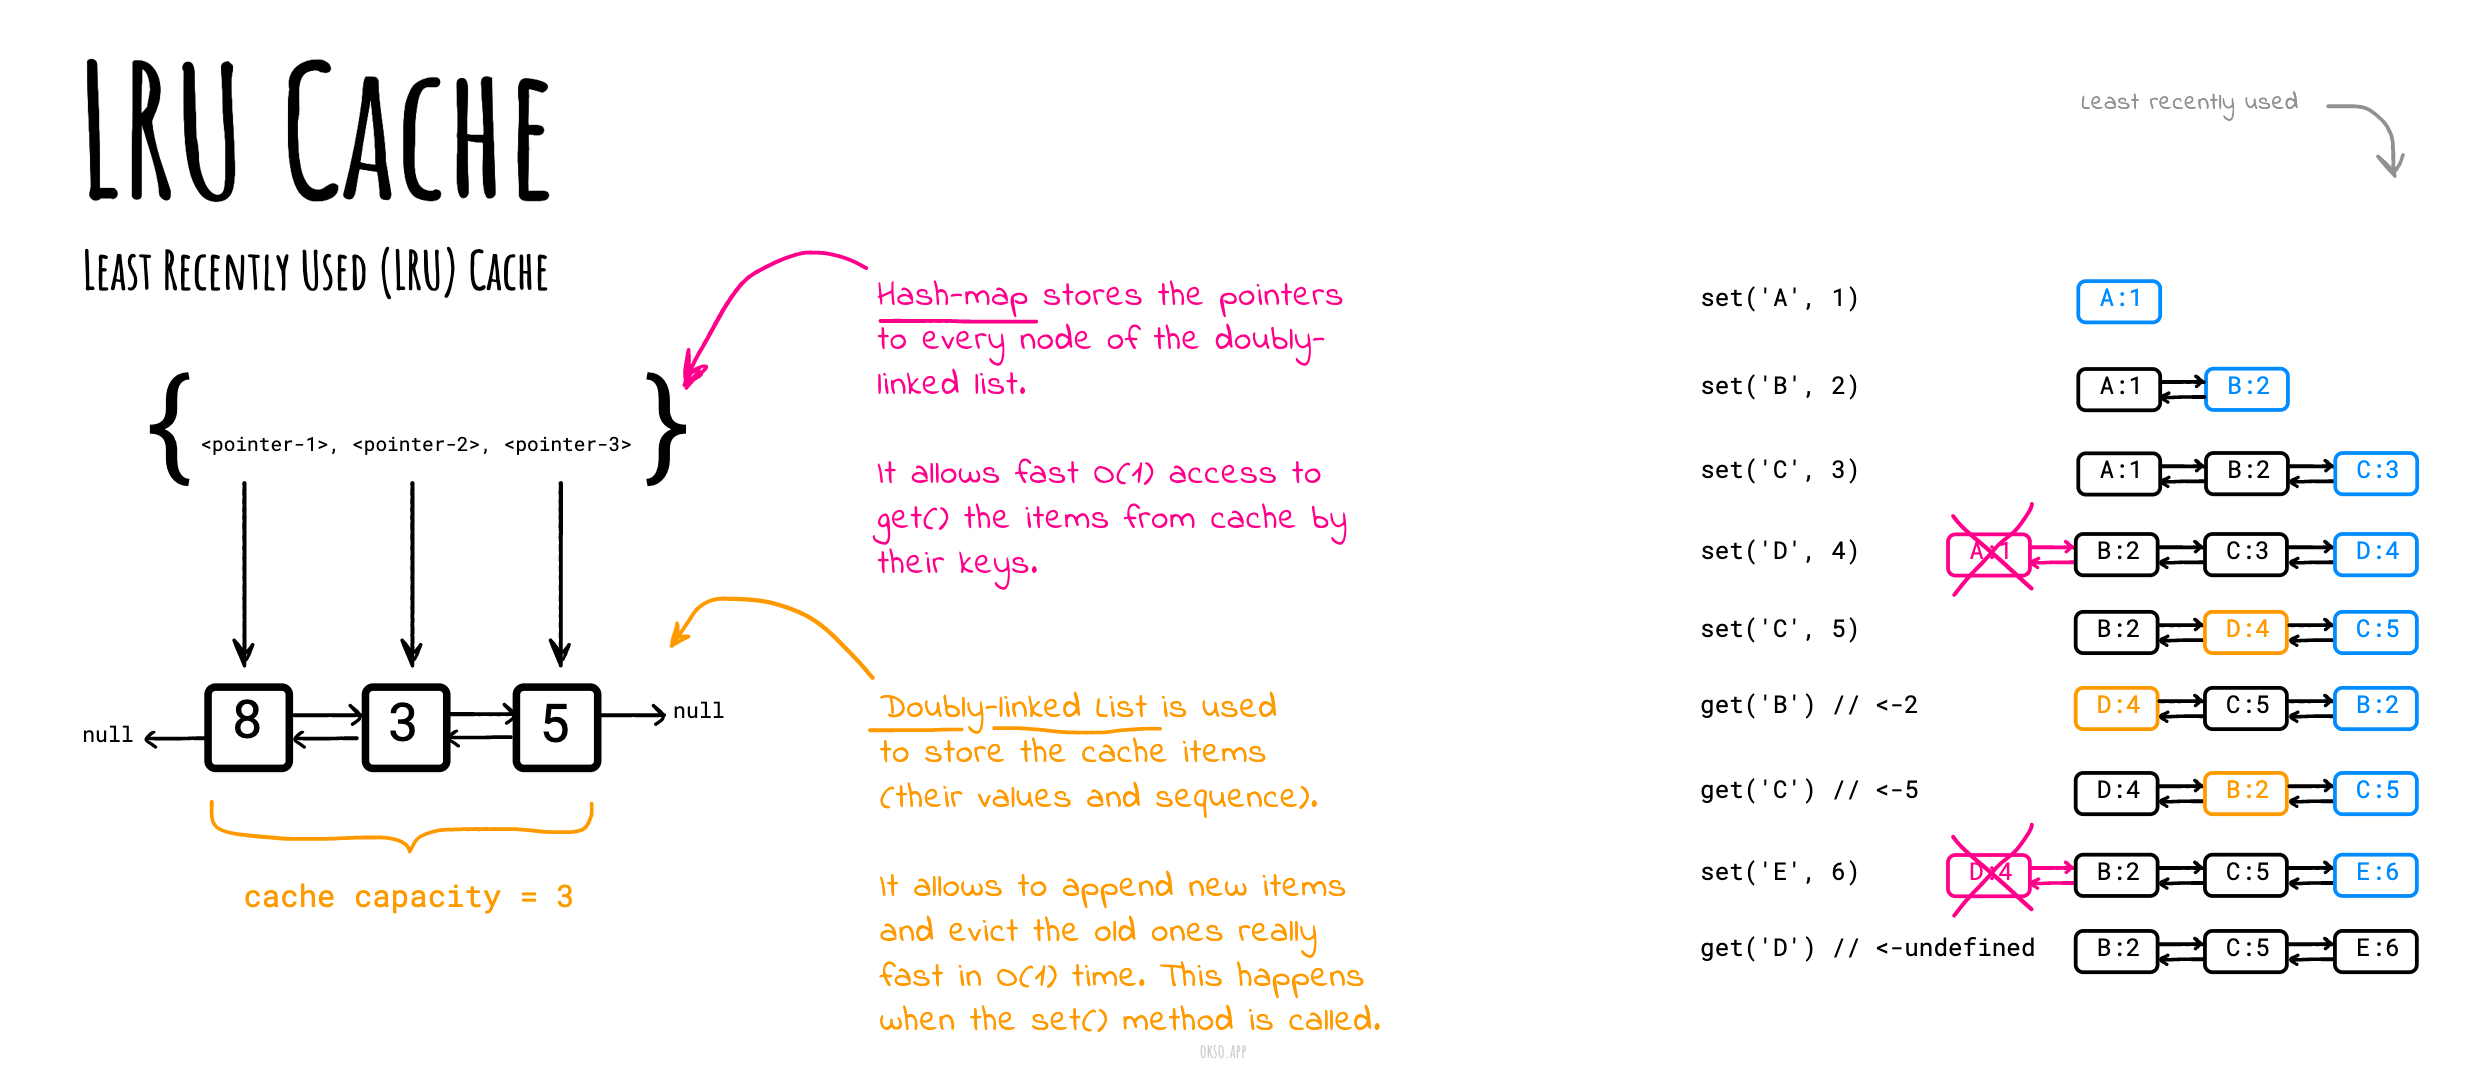 LRU Cache
Least Recently Used (LRU) Cache
{ <pointer-1>, <pointer-2>, <pointer-3> }
8
3
5
null
null
cache capacity = 3
Hash-map stores the pointers
to every node of the doubly-
linked list.
It allows fast O(1) access to
get() the items from cache by
their keys.
Doubly-linked List is used
to store the cache items
(their values and sequence).
It allows to append new items
and evict the old ones really
fast in O(1) time. This happens
when the set() method is called.
OKSO.APP
Least recently used
set('A', 1) A:1
set('B', 2) A:1 B:2
set('C', 3) A:1 B:2 C:3
set('D', 4) A:1 B:2 C:3 D:4
set('C', 5) B:2 D:4 C:5
get('B') // <-2 D:4 C:5 B:2
get('C') // <-5 D:4 B:2 C:5
set('E', 6) D:4 B:2 C:5 E:6
get('D') // <-undefined B:2 C:5 E:6